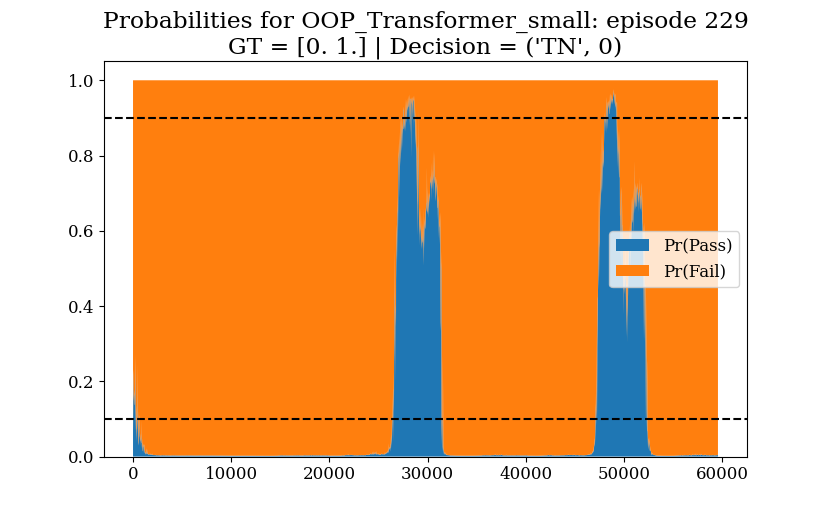 Probabilities for OOP_Transformer_small: episode 229
GT = [0. 1.] | Decision = ('TN', 0)
1.0
0.8
0.6
0.4
0.2
0.0
Pr(Pass)
Pr(Fail)
0 10000 20000 30000 40000 50000 60000